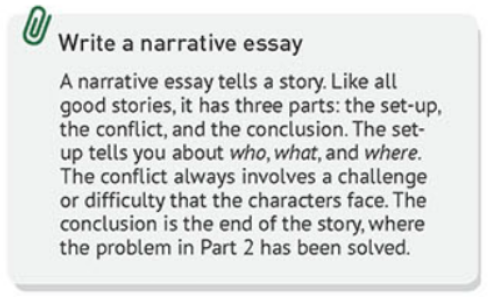 Write a narrative essay
A narrative essay tells a story. Like all
good stories, it has three parts: the set-up,
the conflict, and the conclusion. The set-
up tells you about who, what, and where.
The conflict always involves a challenge
or difficulty that the characters face. The
conclusion is the end of the story, where
the problem in Part 2 has been solved.